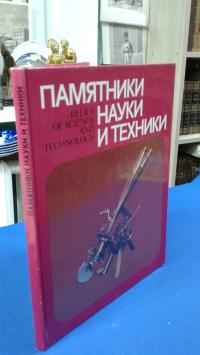 ПАМЯТНИКИ
НАУКИ
И ТЕХНИКИ
RELICS
OF SCIENCE
AND
TECHNOLOGY
ПАМЯТНИКИ НАУКИ И ТЕХНИКИ